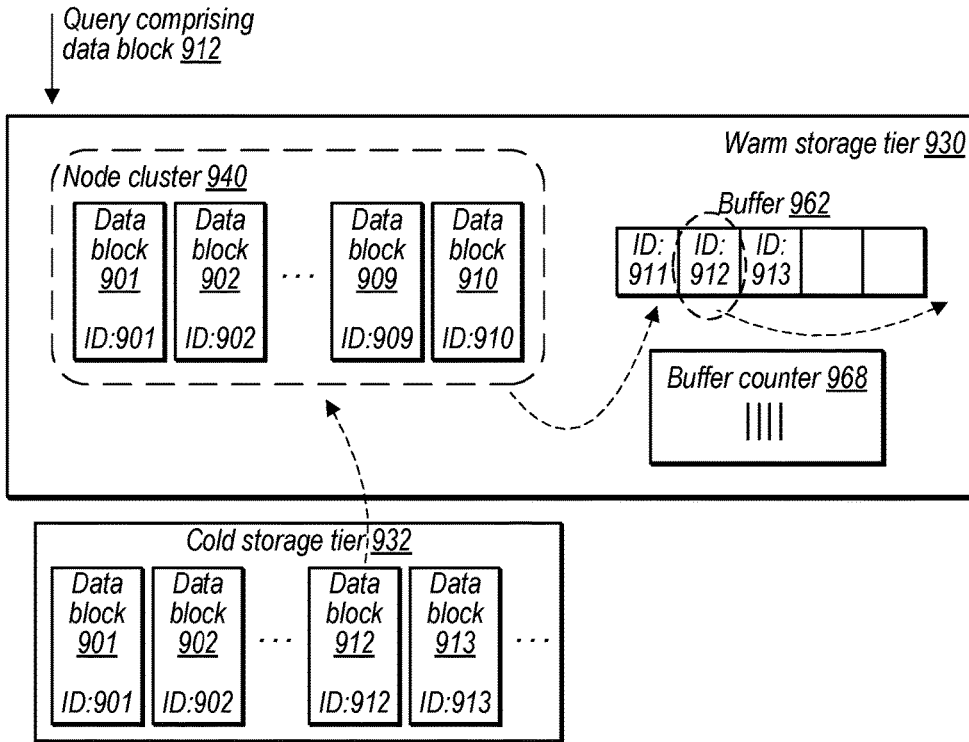 Query comprising
data block 912
Warm storage tier 930
Node cluster 940
Data
block
901
ID:901
Data
block
902
ID:902
...
Data
block
909
ID:909
Data
block
910
ID:910
Buffer 962
ID:
911
ID:
912
ID:
913
Buffer counter 968
||||
Cold storage tier 932
Data
block
901
ID:901
Data
block
902
ID:902
...
Data
block
912
ID:912
Data
block
913
ID:913
...